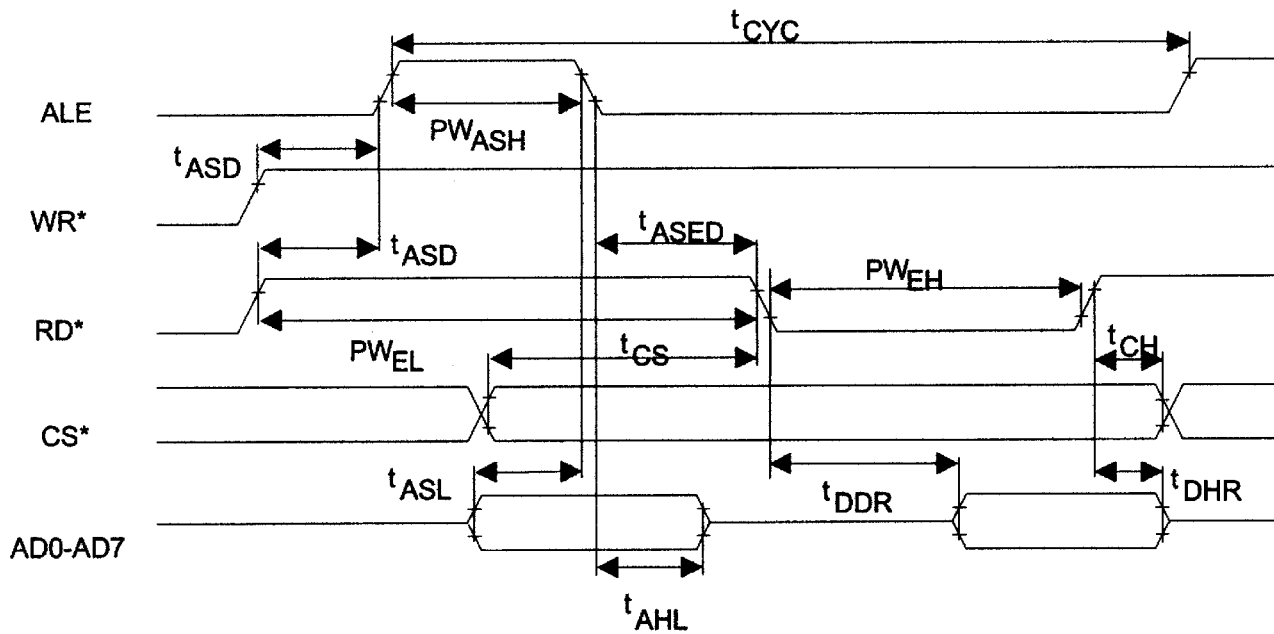 tCYC
ALE
PWASH
tASD
WR*
tASED
tASD
PWEH
RD*
tCH
PWEL
tCS
CS*
tASL
tDDR
tDHR
AD0-AD7
tAHL